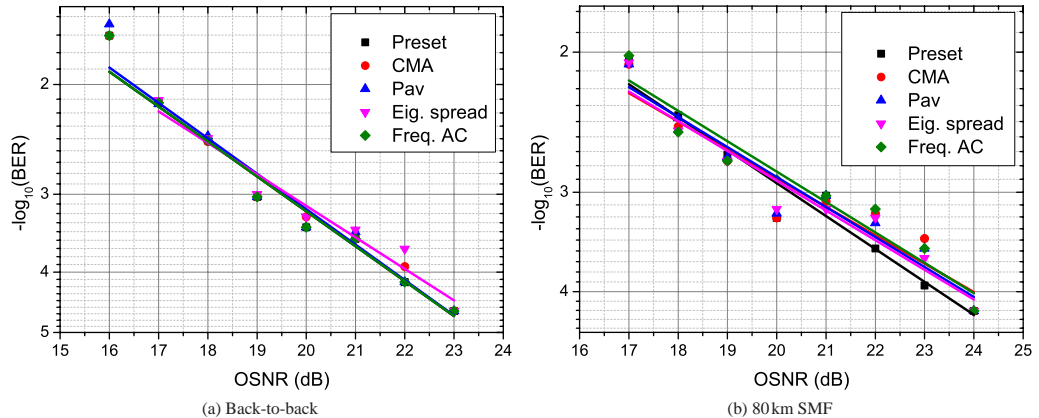 2
3
4
5
-log10(BER)
15 16 17 18 19 20 21 22 23 24
OSNR (dB)
Preset
CMA
Pav
Eig. spread
Freq. AC
(a) Back-to-back
2
3
4
-log10(BER)
16 17 18 19 20 21 22 23 24 25
OSNR (dB)
Preset
CMA
Pav
Eig. spread
Freq. AC
(b) 80 km SMF